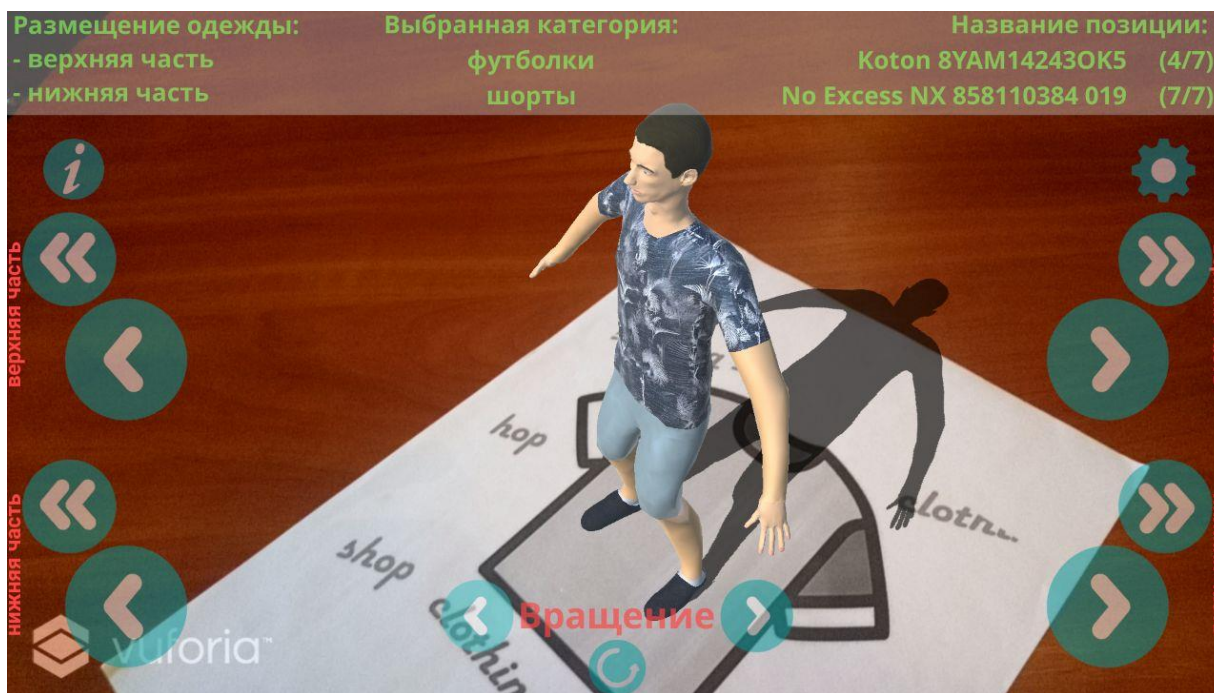 Размещение одежды:
- верхняя часть
- нижняя часть
Выбранная категория:
футболки
шорты
Название позиции:
Koton 8YAM14243OK5 (4/7)
No Excess NX 858110384 019 (7/7)
i
верхняя часть
нижняя часть
hop
shop
clothin
Вращение
vuforia™